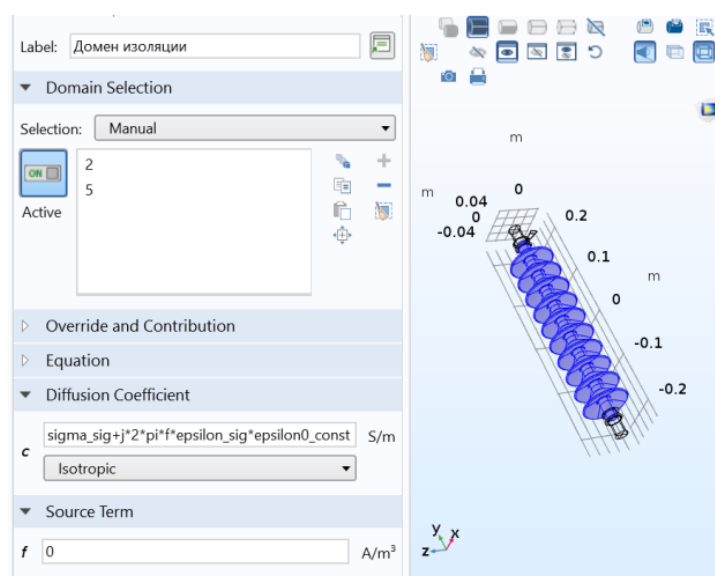 Label: Домен изоляции
Domain Selection
Selection: Manual
2
5
ON
Active
Override and Contribution
Equation
Diffusion Coefficient
c sigma_sig+j*2*pi*f*epsilon_sig*epsilon0_const S/m
Isotropic
Source Term
f 0 A/m³
m
m
0.04 0
0 0.2
-0.04
0.1
m
0
-0.1
-0.2
y x
z